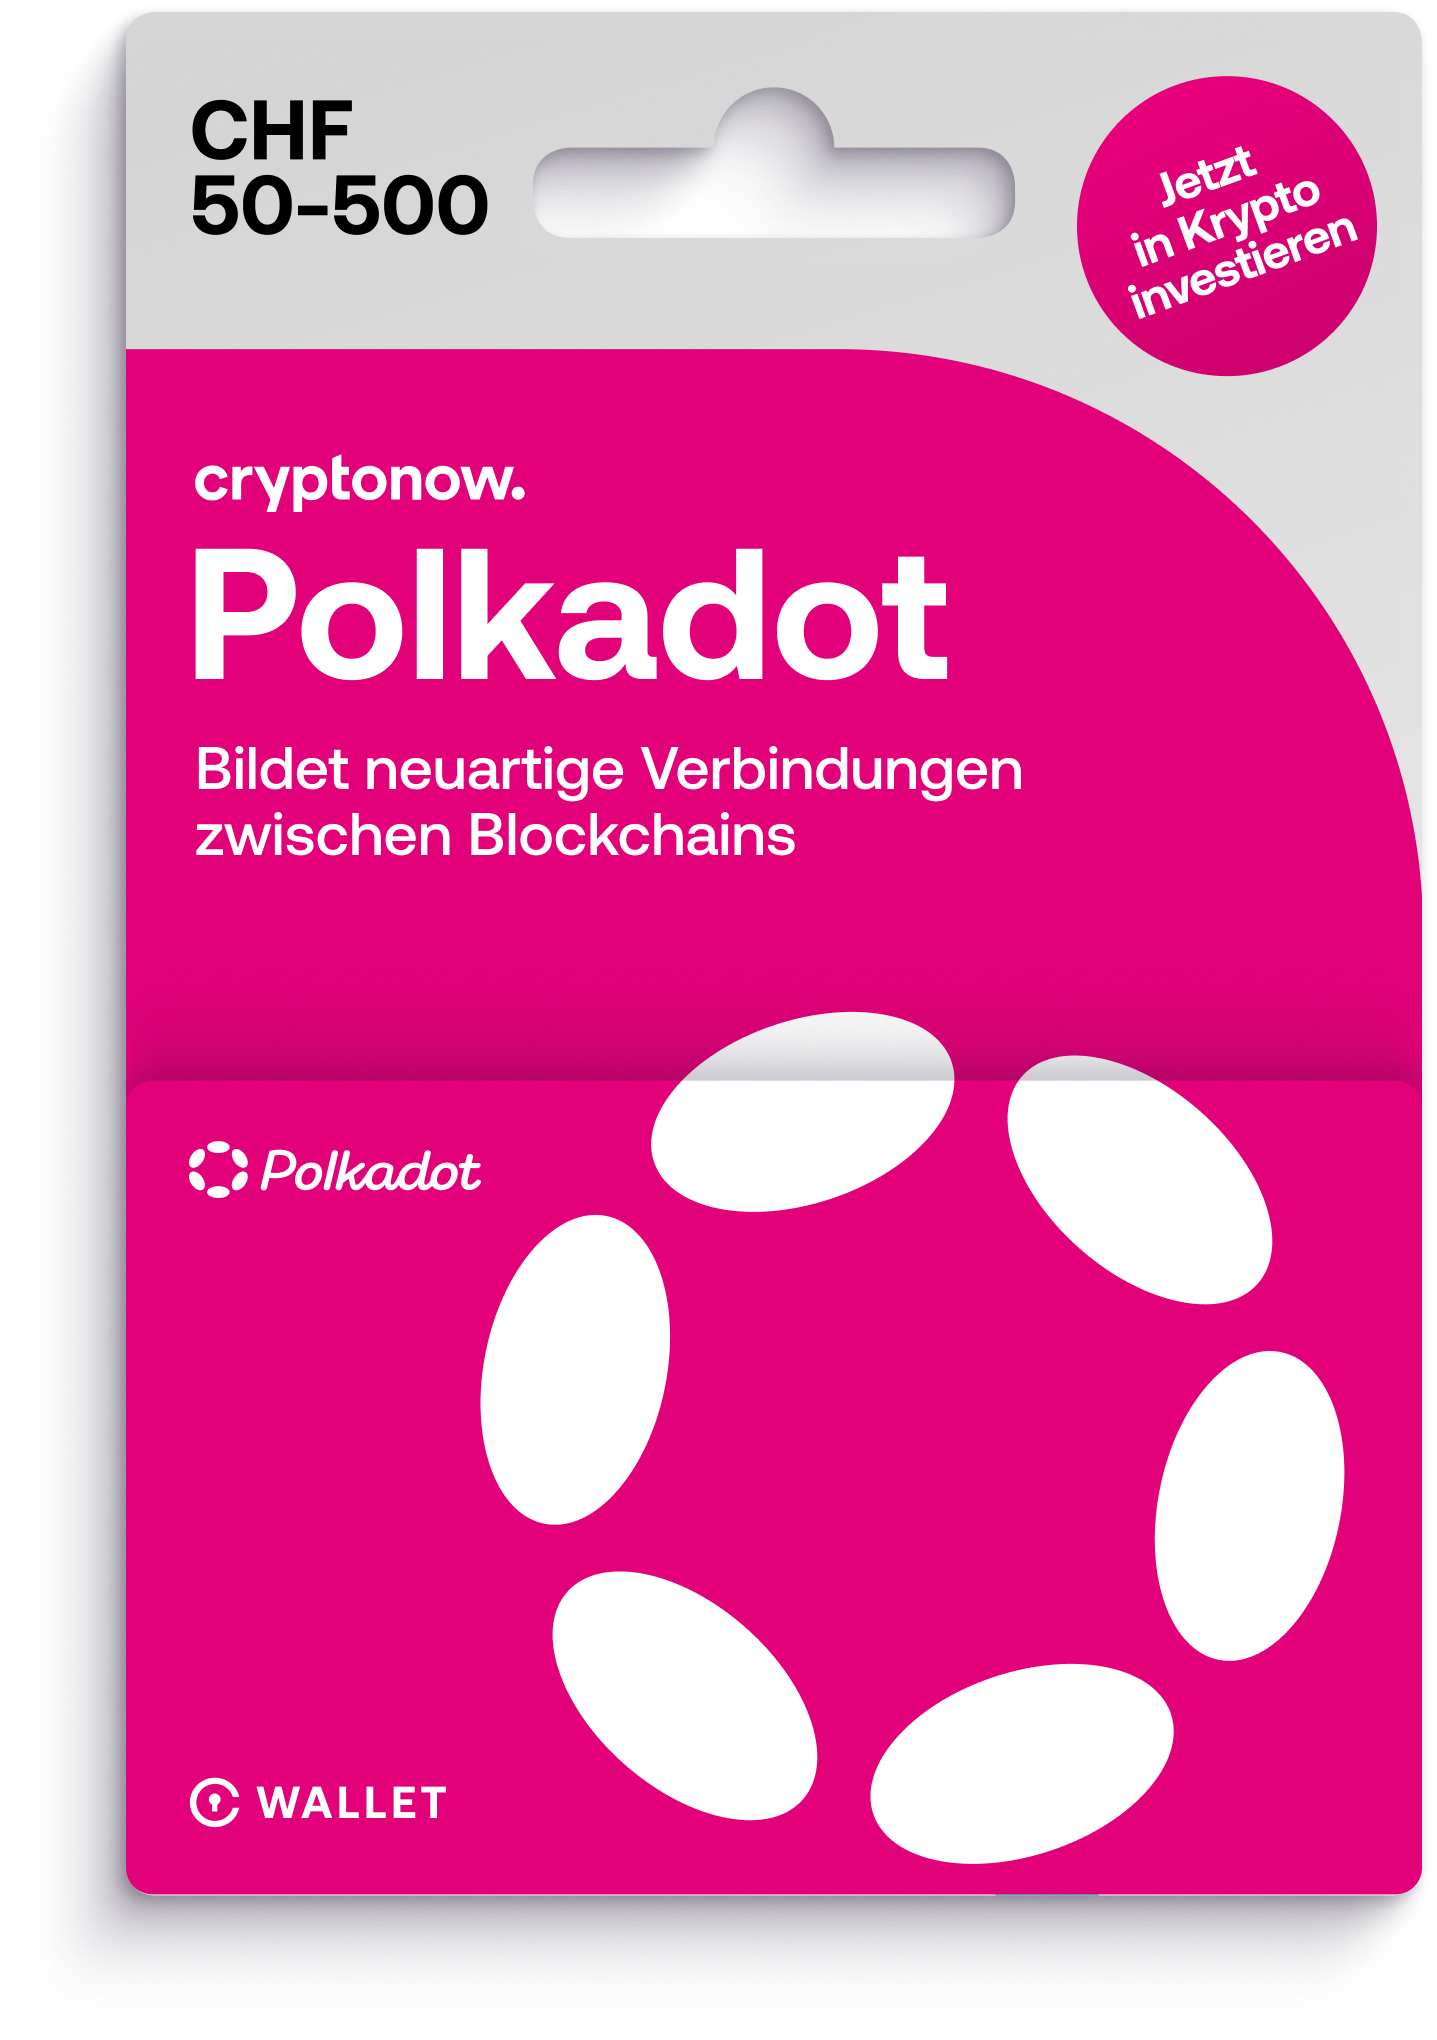 CHF
50-500
Jetzt
in Krypto
investieren
cryptonow.
Polkadot
Bildet neuartige Verbindungen
zwischen Blockchains
Polkadot
WALLET